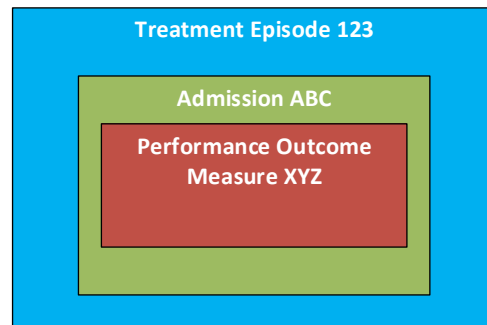 Treatment Episode 123
Admission ABC
Performance Outcome
Measure XYZ